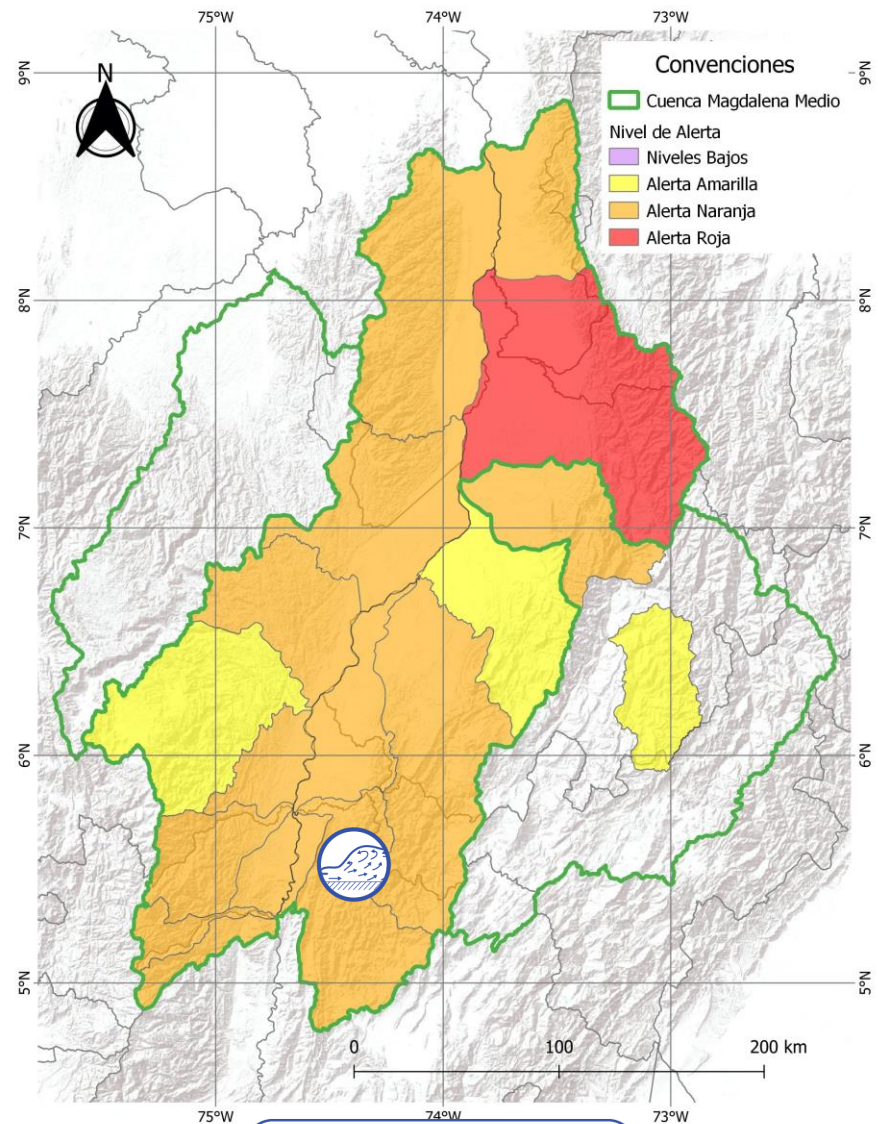 75°W 74°W 73°W
9°N 9°N
N
Convenciones
Cuenca Magdalena Medio
Nivel de Alerta
Niveles Bajos
Alerta Amarilla
Alerta Naranja
Alerta Roja
8°N 8°N
7°N 7°N
6°N 6°N
5°N 5°N
0 100 200 km
75°W 74°W 73°W